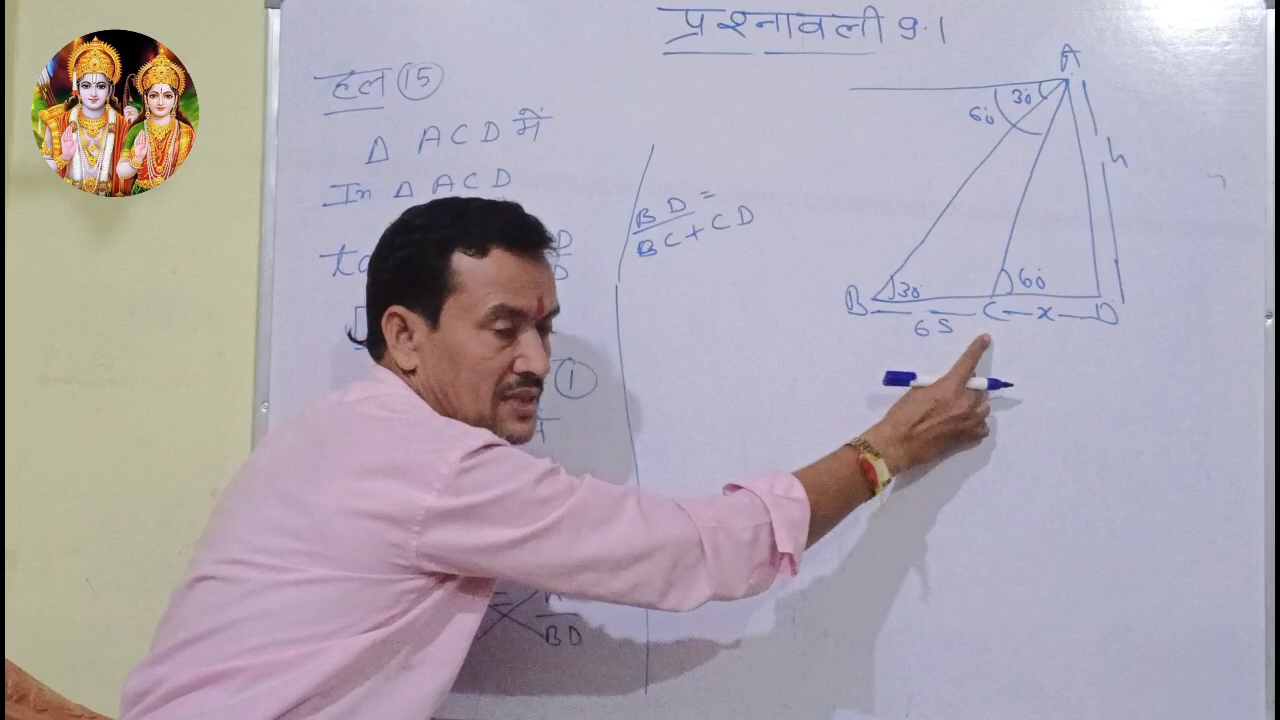 प्रश्नावली 9.1
हल 15
Δ ACD में
In Δ ACD
1
BD
BD =
BC + CD
A
30°
60°
h
B 30° C 60° D
65 x